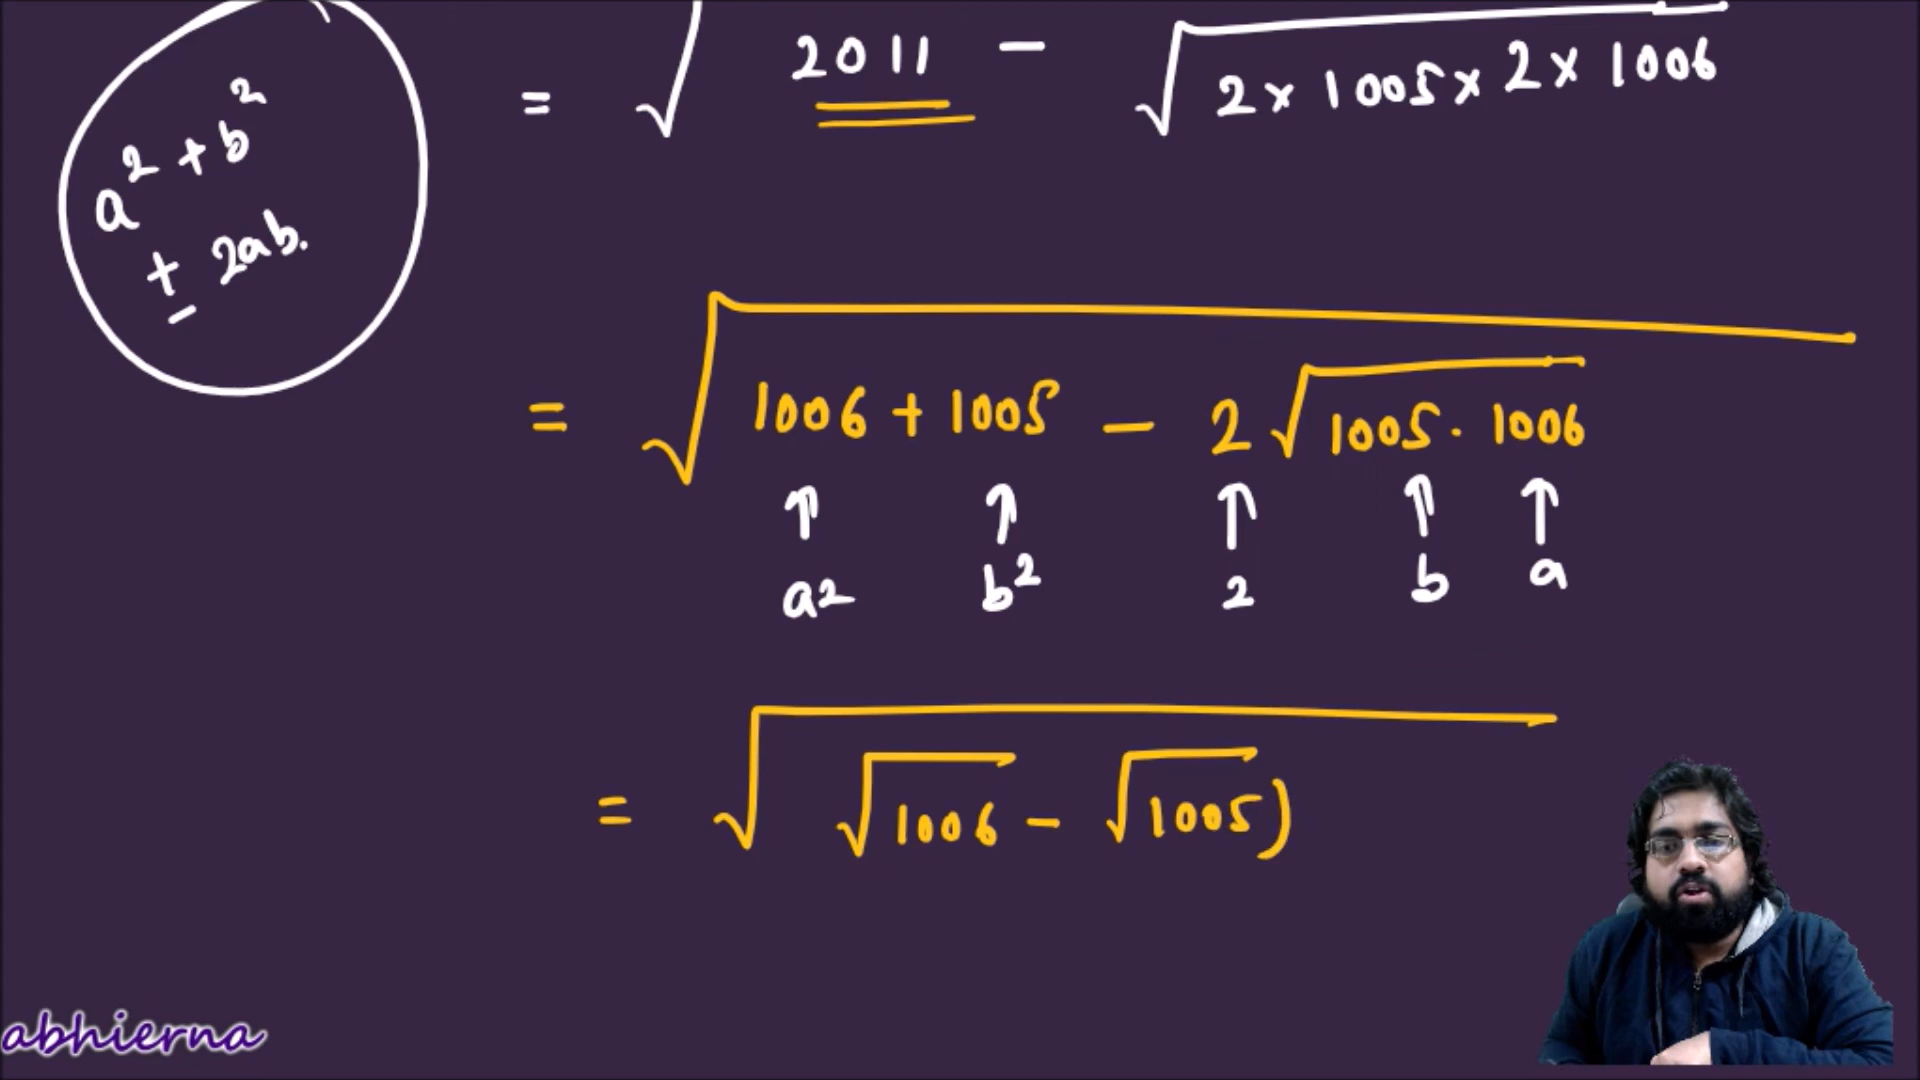 a² + b²
± 2ab.
= √ 2011 − √2 × 1005 × 2 × 1006
= √1006 + 1005 − 2 √1005 . 1006
↑ ↑ ↑ ↑ ↑
a2 b² 2 b a
= √ √1006 − √1005)
abhierna